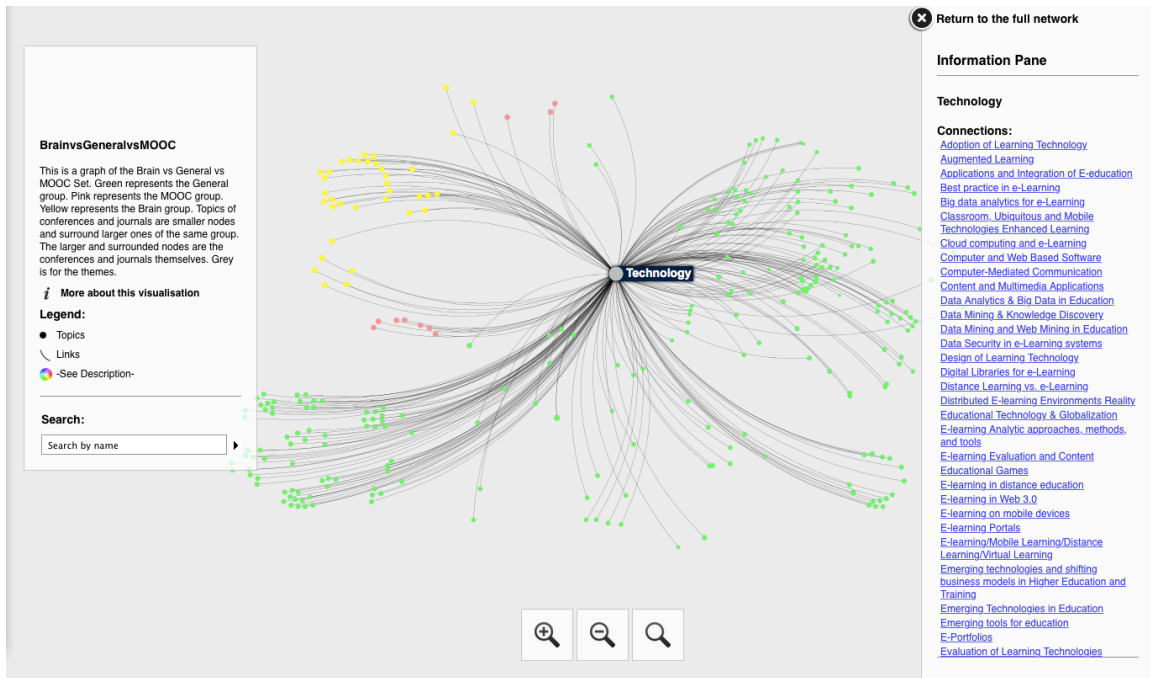 Return to the full network
BrainvsGeneralvsMOOC
This is a graph of the Brain vs General vs
MOOC Set. Green represents the General
group. Pink represents the MOOC group.
Yellow represents the Brain group. Topics of
conferences and journals are smaller nodes
and surround larger ones of the same group.
The larger and surrounded nodes are the
conferences and journals themselves. Grey
is for the themes.
i More about this visualisation
Legend:
Topics
Links
-See Description-
Search:
Search by name
Technology
Information Pane
Technology
Connections:
Adoption of Learning Technology
Augmented Learning
Applications and Integration of E-education
Best practice in e-Learning
Big data analytics for e-Learning
Classroom, Ubiquitous and Mobile
Technologies Enhanced Learning
Cloud computing and e-Learning
Computer and Web Based Software
Computer-Mediated Communication
Content and Multimedia Applications
Data Analytics & Big Data in Education
Data Mining & Knowledge Discovery
Data Mining and Web Mining in Education
Data Security in e-Learning systems
Design of Learning Technology
Digital Libraries for e-Learning
Distance Learning vs. e-Learning
Distributed E-learning Environments Reality
Educational Technology & Globalization
E-learning Analytic approaches, methods,
and tools
E-learning Evaluation and Content
Educational Games
E-learning in distance education
E-learning in Web 3.0
E-learning on mobile devices
E-learning Portals
E-learning/Mobile Learning/Distance
Learning/Virtual Learning
Emerging technologies and shifting
business models in Higher Education and
Training
Emerging Technologies in Education
Emerging tools for education
E-Portfolios
Evaluation of Learning Technologies